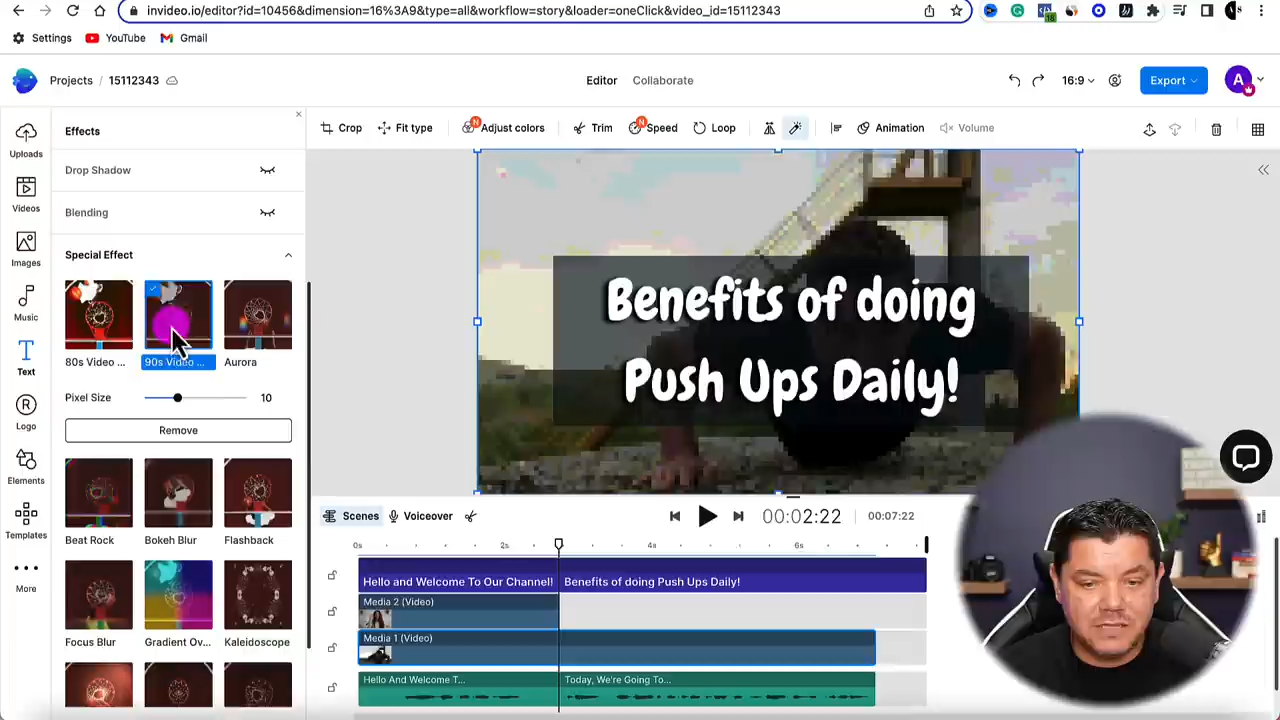 invideo.io/editor?id=10456&dimension=16%3A9&type=all&workflow=story&loader=oneClick&video_id=15112343
18
Settings YouTube Gmail
Projects / 15112343 Editor Collaborate 16:9 Export A
Effects
Crop Fit type N Adjust colors Trim N Speed Loop Animation Volume
Uploads
Drop Shadow
Videos
Blending
Images
Special Effect
Music
Text
80s Video ... 90s Video ... Aurora
Pixel Size 10
Logo
Remove
Elements
Templates
Beat Rock Bokeh Blur Flashback
More
Focus Blur Gradient Ov... Kaleidoscope
Benefits of doing
Push Ups Daily!
Scenes Voiceover 00:02:22 00:07:22
0s 2s 4s 6s
Hello and Welcome To Our Channel! Benefits of doing Push Ups Daily!
Media 2 (Video)
Media 1 (Video)
Hello And Welcome T... Today, We're Going To...